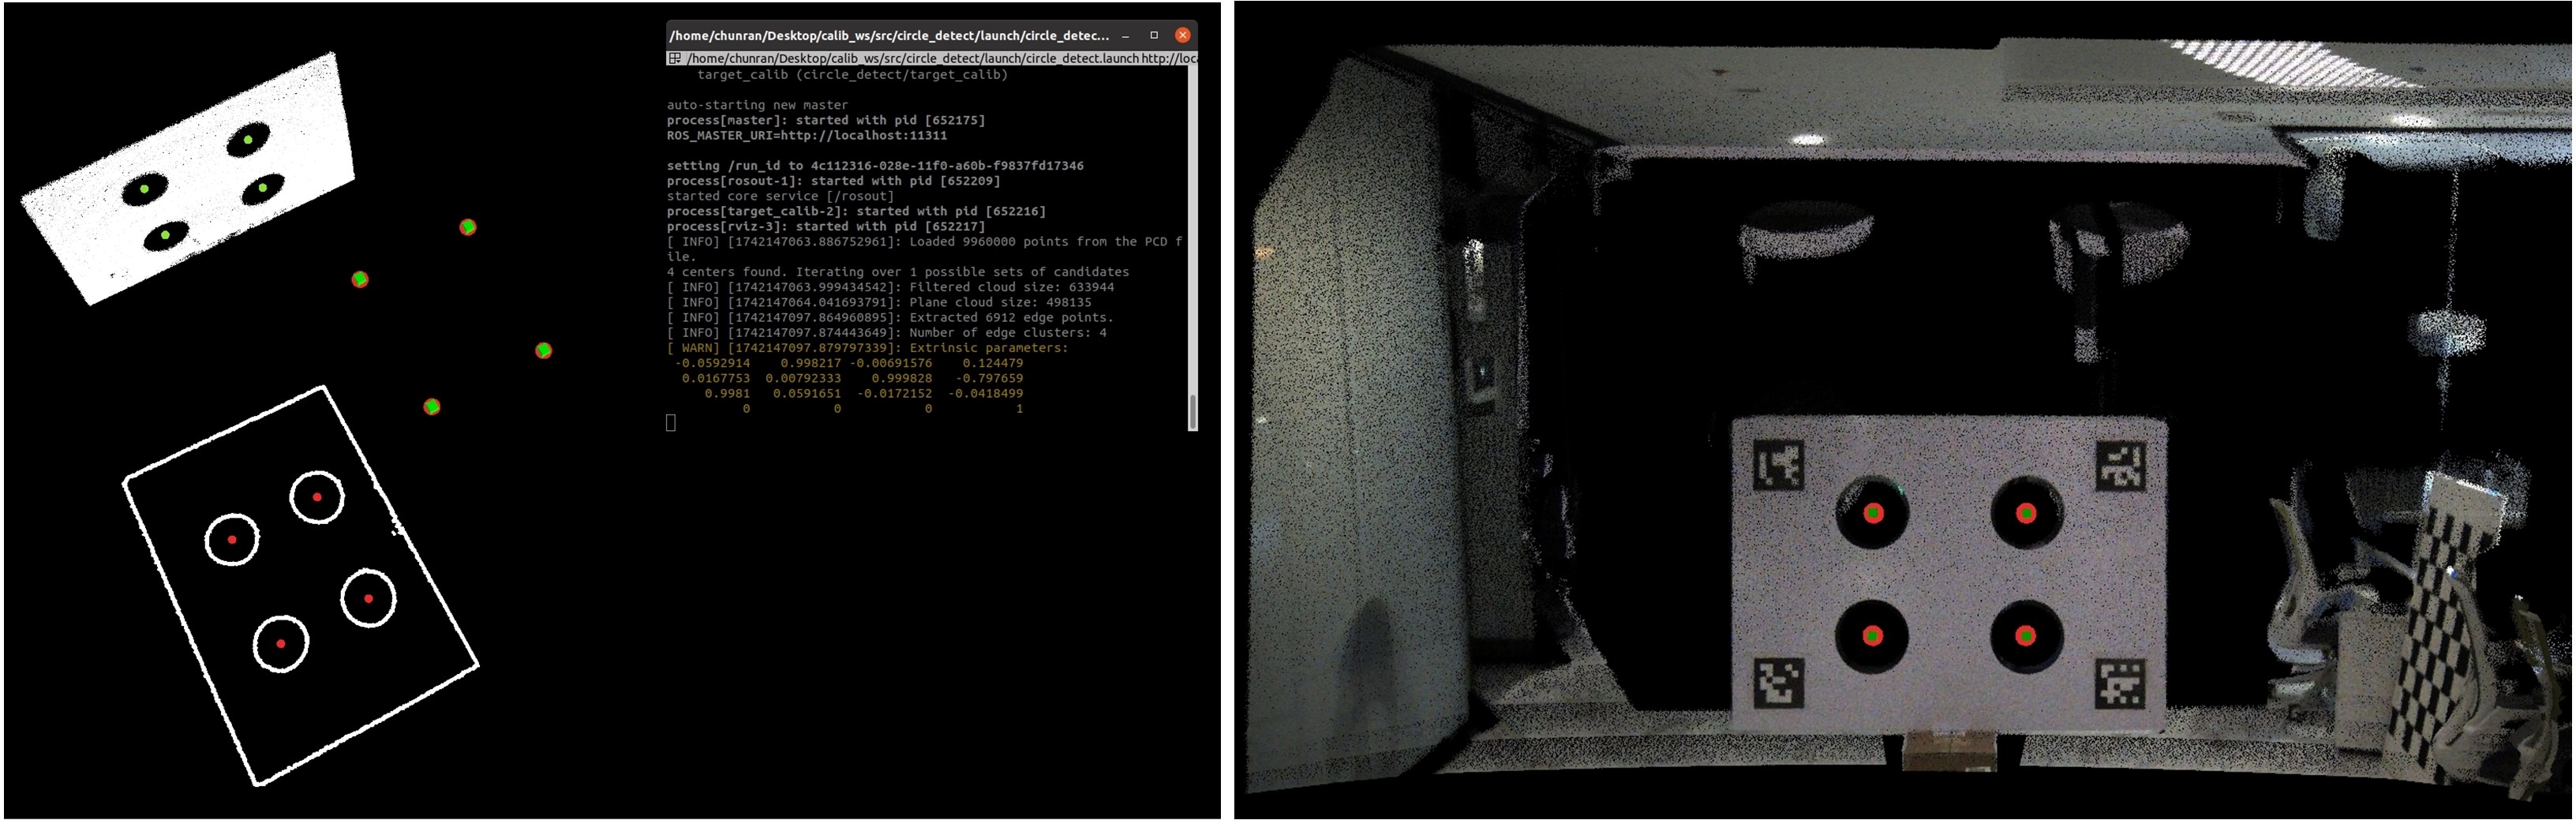 /home/chunran/Desktop/calib_ws/src/circle_detect/launch/circle_detec...
/home/chunran/Desktop/calib_ws/src/circle_detect/launch/circle_detect.launch http://loc
target_calib (circle_detect/target_calib)
auto-starting new master
process[master]: started with pid [652175]
ROS_MASTER_URI=http://localhost:11311
setting /run_id to 4c112316-028e-11f0-a60b-f9837fd17346
process[rosout-1]: started with pid [652209]
started core service [/rosout]
process[target_calib-2]: started with pid [652216]
process[rviz-3]: started with pid [652217]
[ INFO] [1742147063.886752961]: Loaded 9960000 points from the PCD f
ile.
4 centers found. Iterating over 1 possible sets of candidates
[ INFO] [1742147063.999434542]: Filtered cloud size: 633944
[ INFO] [1742147064.041693791]: Plane cloud size: 498135
[ INFO] [1742147097.864960895]: Extracted 6912 edge points.
[ INFO] [1742147097.874443649]: Number of edge clusters: 4
[ WARN] [1742147097.879797339]: Extrinsic parameters:
-0.0592914 0.998217 -0.00691576 0.124479
0.0167753 0.00792333 0.999828 -0.797659
0.9981 0.0591651 -0.0172152 -0.0418499
0 0 0 1